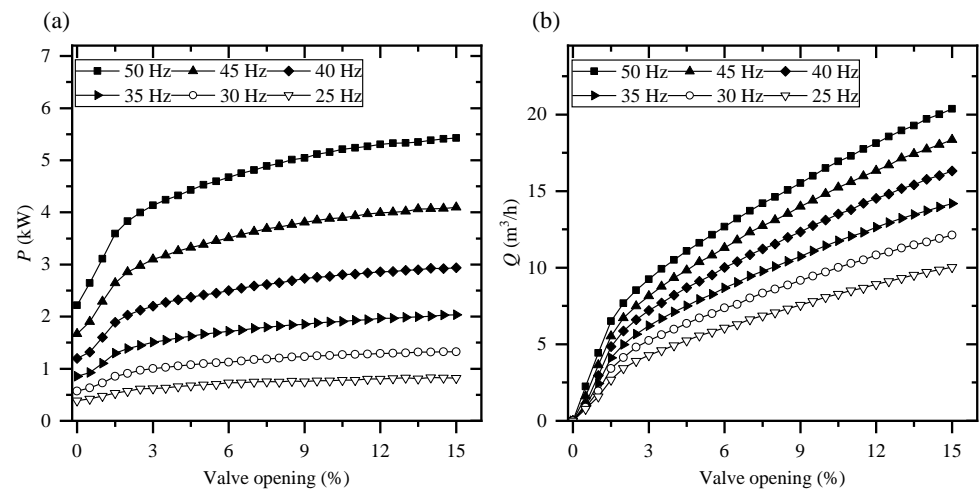 (a)
7
6
5
4
3
2
1
0
P (kW)
50 Hz 45 Hz 40 Hz
35 Hz 30 Hz 25 Hz
0 3 6 9 12 15
Valve opening (%)
(b)
20
15
10
5
0
Q (m³/h)
50 Hz 45 Hz 40 Hz
35 Hz 30 Hz 25 Hz
0 3 6 9 12 15
Valve opening (%)